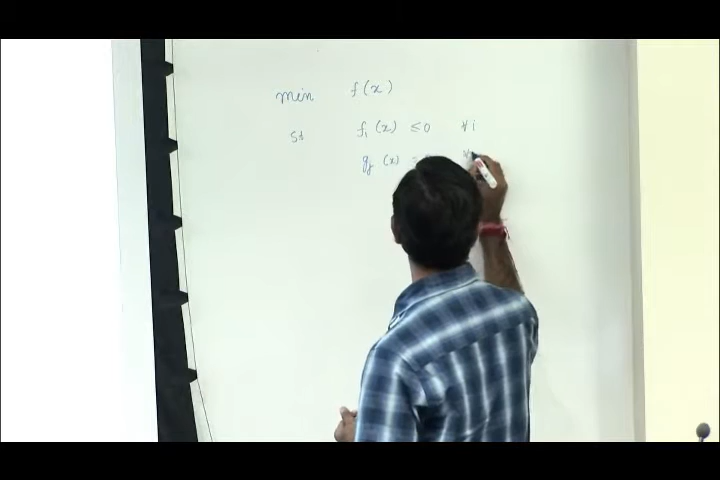 min f(x)
st f_i(x) ≤ 0 ∀ i
g_j(x) = ∀